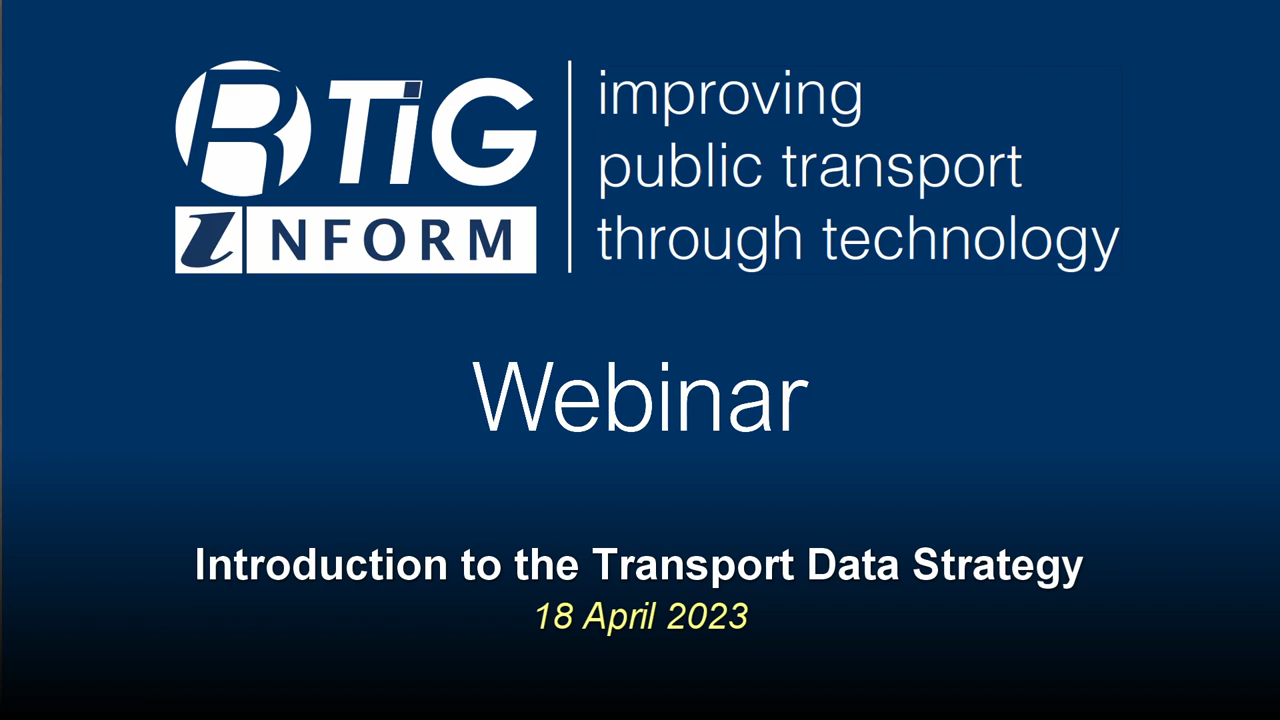 RTiG
iNFORM
improving
public transport
through technology
Webinar
Introduction to the Transport Data Strategy
18 April 2023